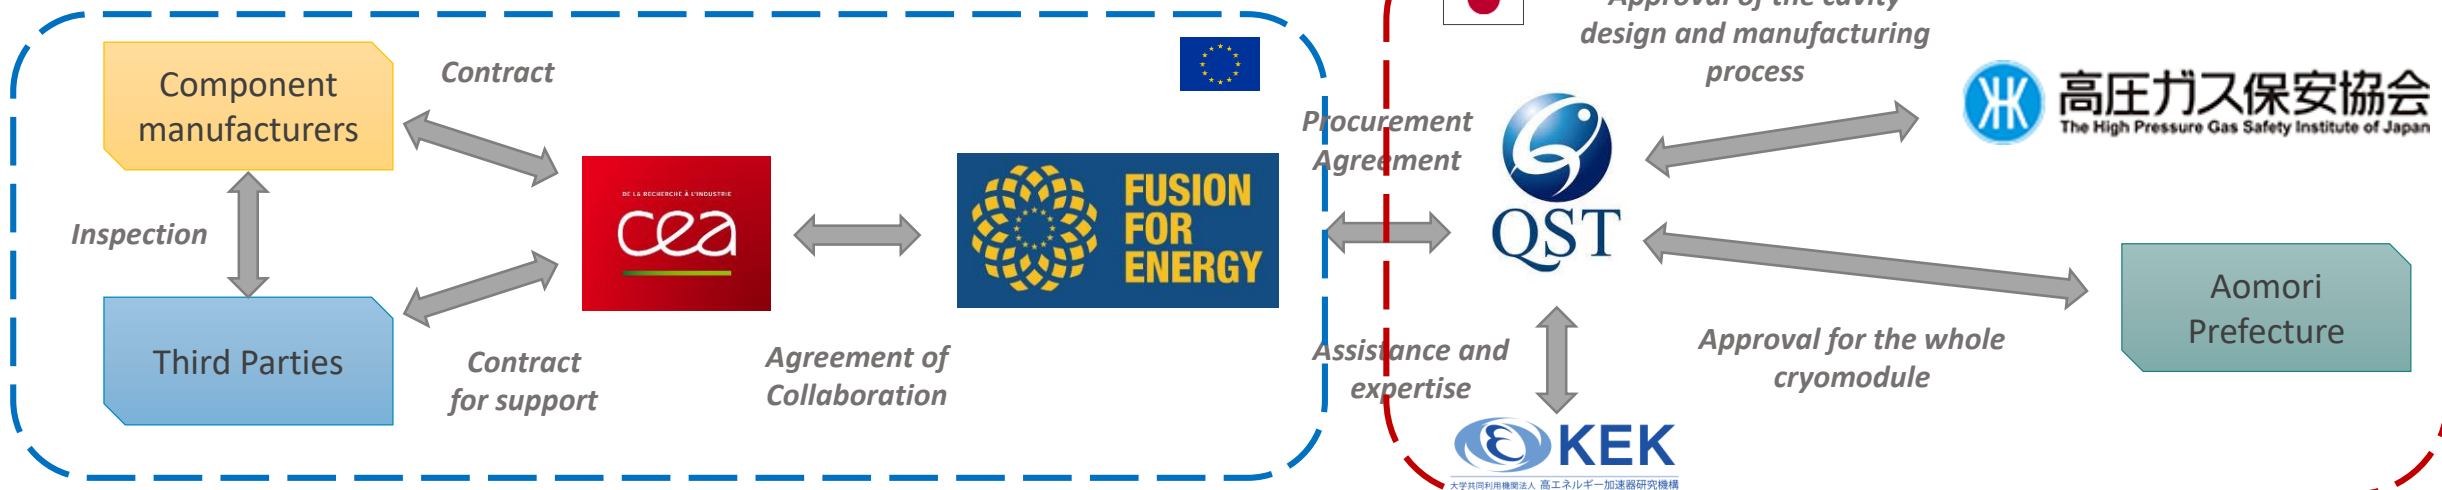 Component
manufacturers
Contract
Inspection
Third Parties
Contract
for support
DE LA RECHERCHE À L'INDUSTRIE
cea
Agreement of
Collaboration
FUSION
FOR
ENERGY
Procurement
Agreement
Assistance and
expertise
Approval of the cavity
design and manufacturing
process
QST
高圧ガス保安協会
The High Pressure Gas Safety Institute of Japan
Approval for the whole
cryomodule
Aomori
Prefecture
KEK
大学共同利用機関法人 高エネルギー加速器研究機構